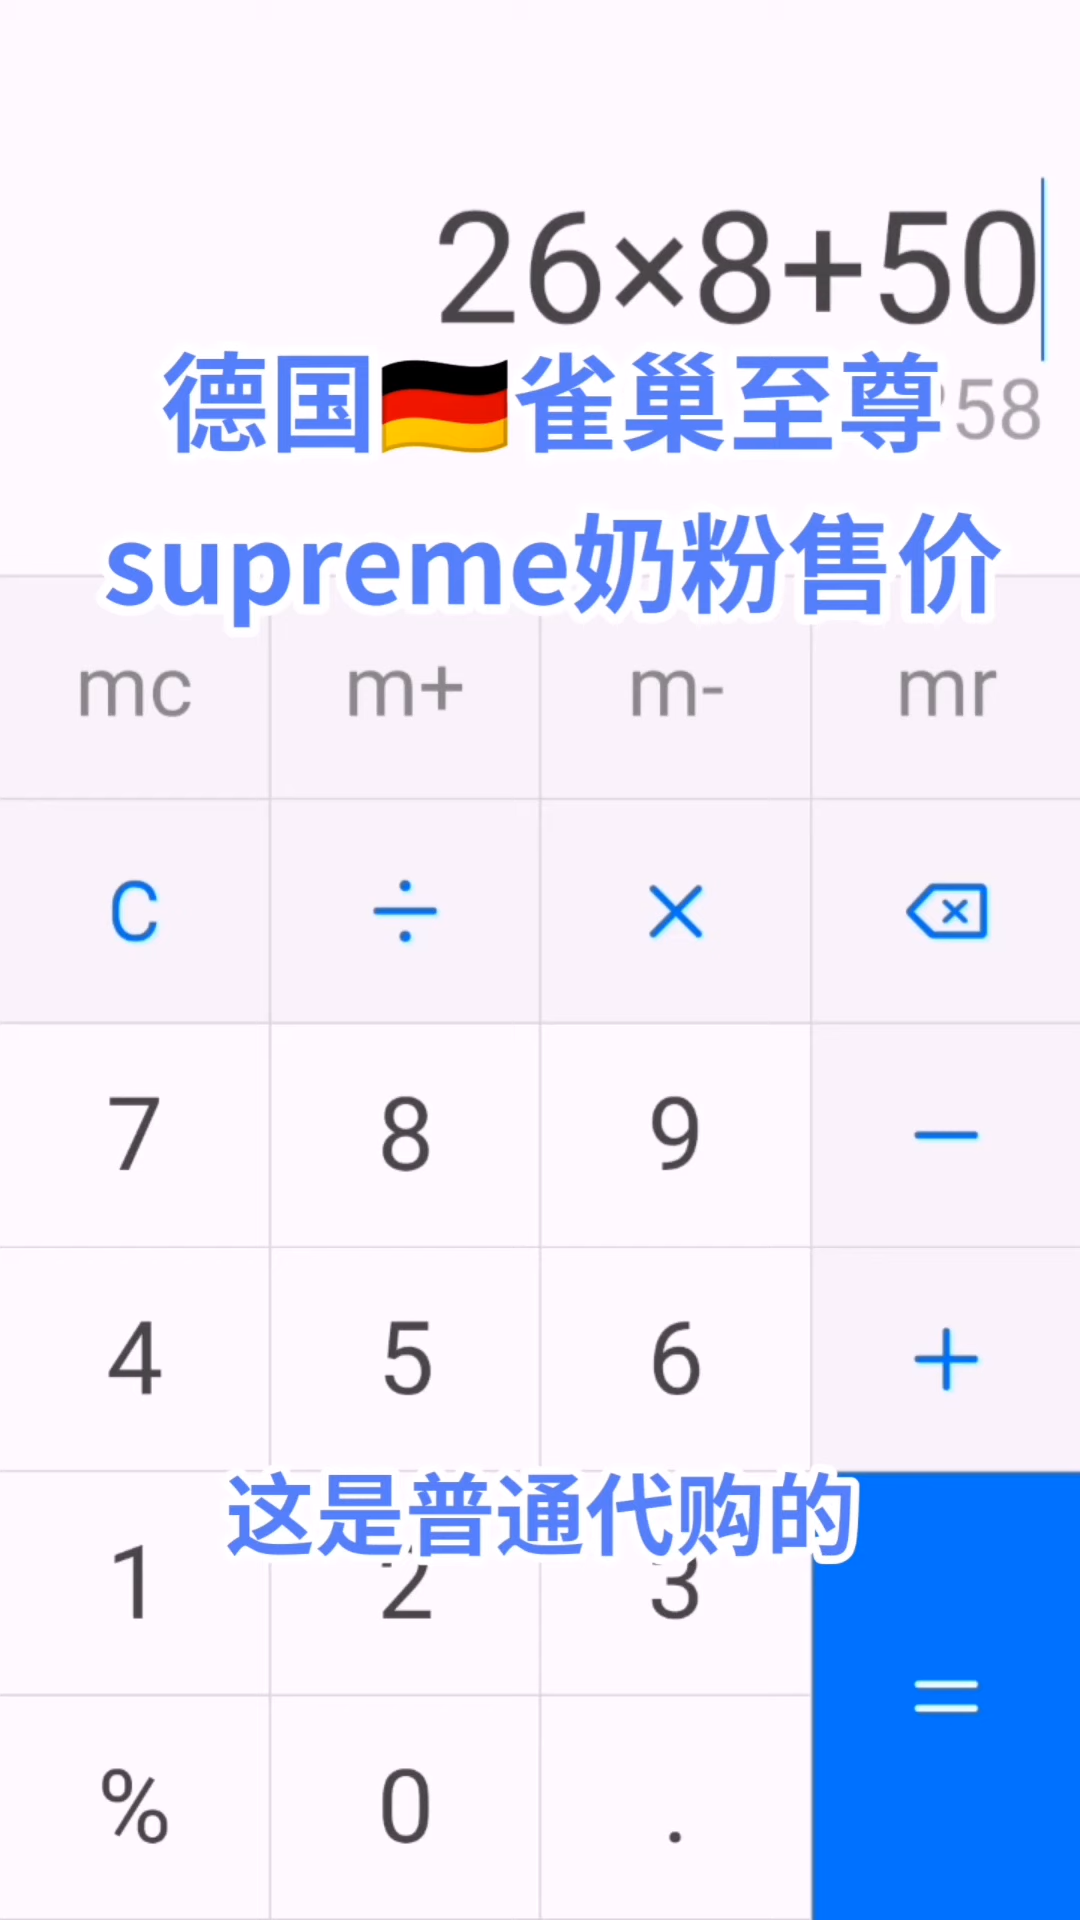 26×8+50
德国🇩🇪雀巢至尊
58
supreme奶粉售价
mc m+ m- mr
C ÷ ×
7 8 9 −
4 5 6 +
这是普通代购的
1 2 3
=
% 0 .